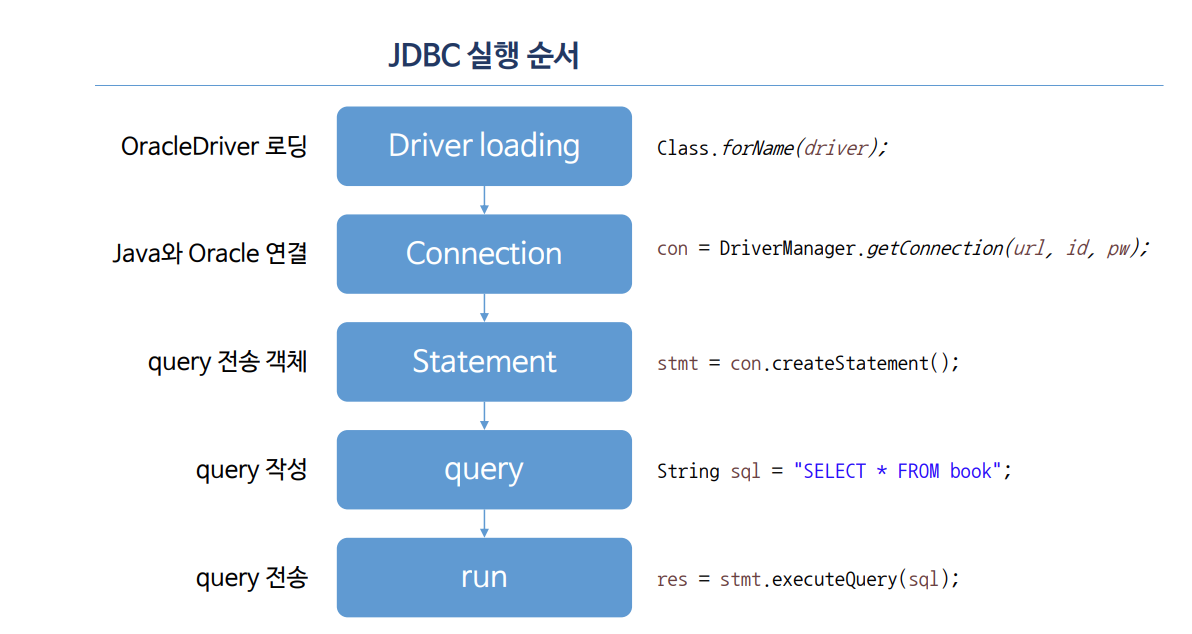 JDBC 실행 순서
OracleDriver 로딩
Driver loading
Class.forName(driver);
Java와 Oracle 연결
Connection
con = DriverManager.getConnection(url, id, pw);
query 전송 객체
Statement
stmt = con.createStatement();
query 작성
query
String sql = "SELECT * FROM book";
query 전송
run
res = stmt.executeQuery(sql);